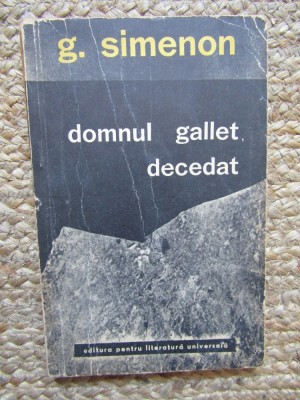 g. simenon
domnul gallet,
decedat
editura pentru literatură universală